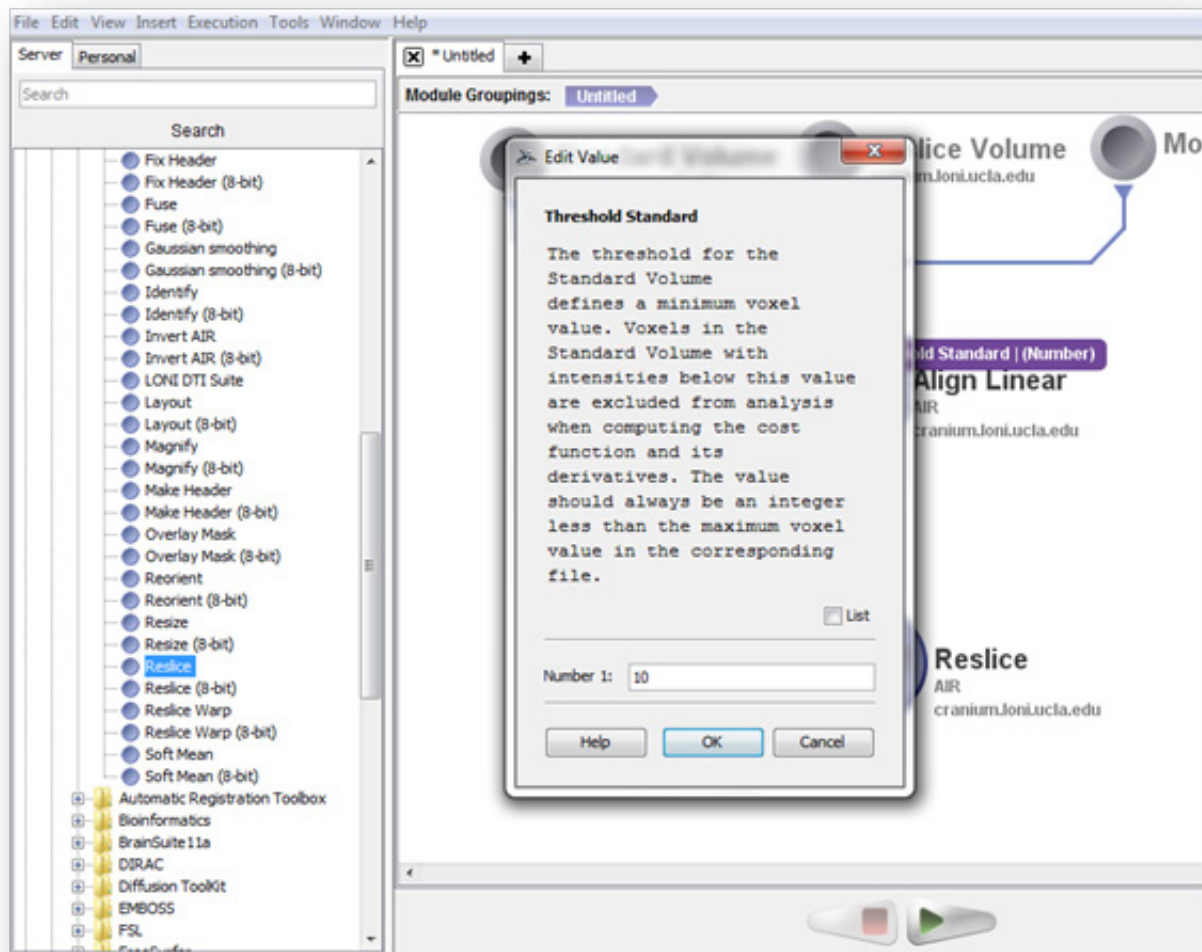 File Edit View Insert Execution Tools Window Help
Server Personal
Search
Search
Fix Header
Fix Header (8-bit)
Fuse
Fuse (8-bit)
Gaussian smoothing
Gaussian smoothing (8-bit)
Identify
Identify (8-bit)
Invert AIR
Invert AIR (8-bit)
LONI DTI Suite
Layout
Layout (8-bit)
Magnify
Magnify (8-bit)
Make Header
Make Header (8-bit)
Overlay Mask
Overlay Mask (8-bit)
Reorient
Reorient (8-bit)
Resize
Resize (8-bit)
Reslice
Reslice (8-bit)
Reslice Warp
Reslice Warp (8-bit)
Soft Mean
Soft Mean (8-bit)
Automatic Registration Toolbox
Bioinformatics
BrainSuite11a
DIRAC
Diffusion ToolKit
EMBOSS
FSL
FreeSurfer
* Untitled
Module Groupings: Untitled
lice Volume
m.loni.ucla.edu
Mo
Edit Value
Threshold Standard
The threshold for the
Standard Volume
defines a minimum voxel
value. Voxels in the
Standard Volume with
intensities below this value
are excluded from analysis
when computing the cost
function and its
derivatives. The value
should always be an integer
less than the maximum voxel
value in the corresponding
file.
List
Number 1: 10
Help OK Cancel
ld Standard | (Number)
Align Linear
AIR
cranium.loni.ucla.edu
Reslice
AIR
cranium.loni.ucla.edu